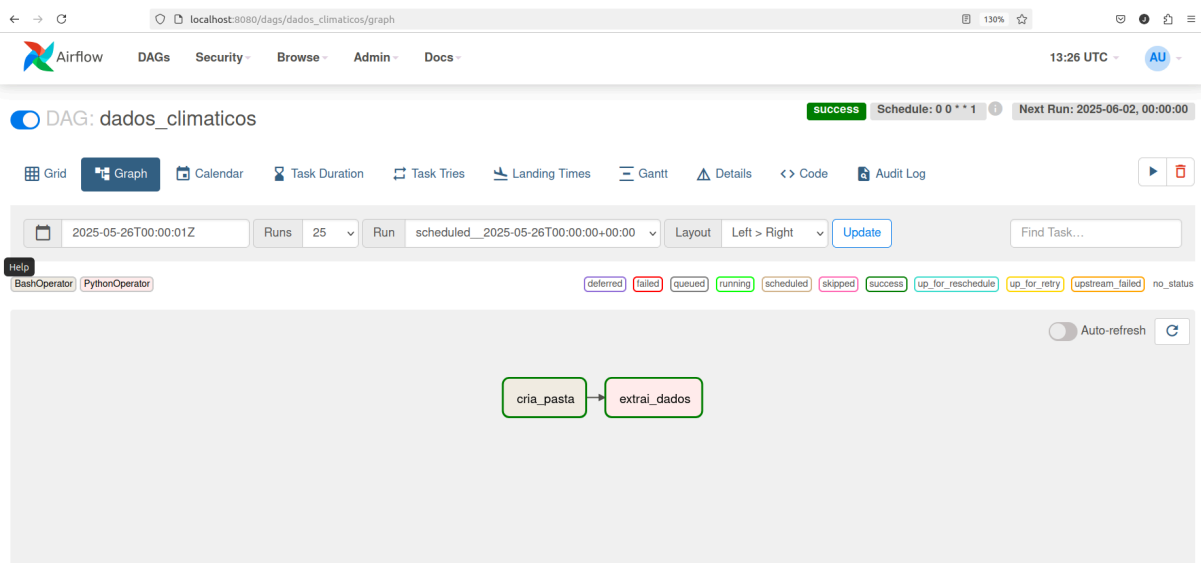 localhost:8080/dags/dados_climaticos/graph 130%
Airflow DAGs Security Browse Admin Docs 13:26 UTC AU
DAG: dados_climaticos success Schedule: 0 0 * * 1 Next Run: 2025-06-02, 00:00:00
Grid Graph Calendar Task Duration Task Tries Landing Times Gantt Details Code Audit Log
2025-05-26T00:00:01Z Runs 25 Run scheduled__2025-05-26T00:00:00+00:00 Layout Left > Right Update Find Task…
Help
BashOperator PythonOperator deferred failed queued running scheduled skipped success up_for_reschedule up_for_retry upstream_failed no_status
Auto-refresh
cria_pasta extrai_dados